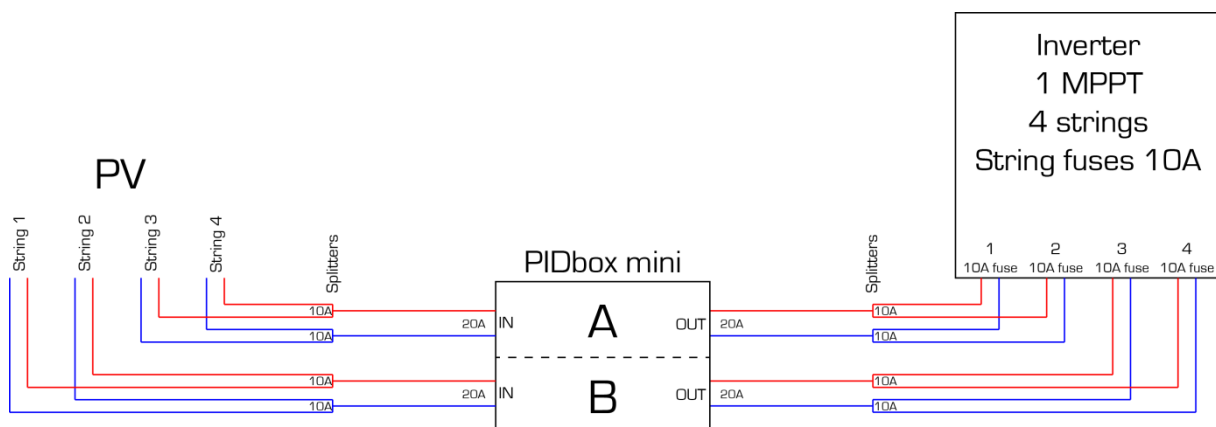 Inverter
1 MPPT
4 strings
String fuses 10A
PV
String 1
String 2
String 3
String 4
Splitters
PIDbox mini
Splitters
1 2 3 4
10A fuse 10A fuse 10A fuse 10A fuse
10A 20A IN A OUT 20A 10A
10A 10A
10A 20A IN B OUT 20A 10A
10A 10A